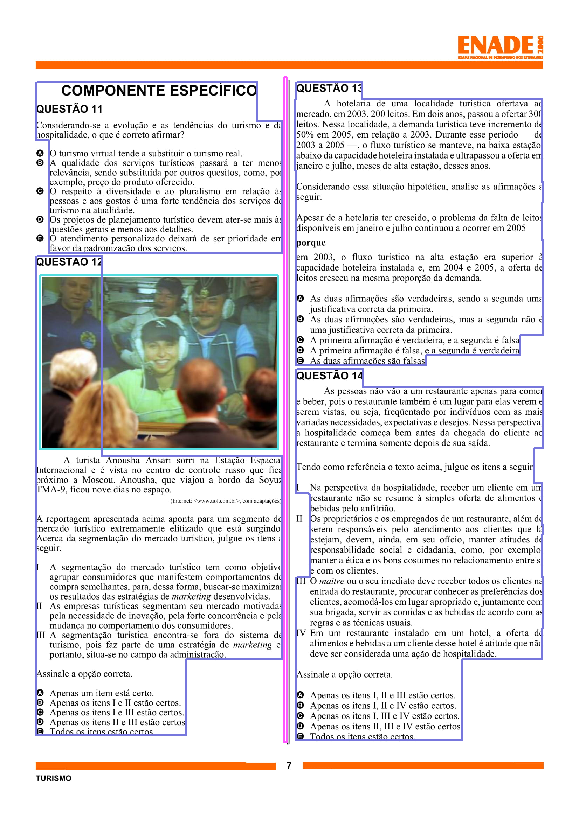 ENADE
COMPONENTE ESPECÍFICO
QUESTÃO 11
Considerando-se a evolução e as tendências do turismo e da
hospitalidade, o que é correto afirmar?
A O turismo virtual tende a substituir o turismo real.
B A qualidade dos serviços turísticos passará a ter menos
relevância, sendo substituída por outros quesitos, como, por
exemplo, preço do produto oferecido.
C O respeito à diversidade e ao pluralismo em relação a
pessoas e aos gostos é uma forte tendência dos serviços de
turismo na atualidade.
D Os projetos de planejamento turístico devem ater-se mais às
questões gerais e menos aos detalhes.
E O atendimento personalizado deixará de ser prioridade em
favor da padronização dos serviços.
QUESTÃO 12
A turista Anousha Ansari sorri na Estação Espacial
Internacional e é vista no centro de controle russo que fica
próximo a Moscou. Anousha, que viajou a bordo da Soyuz
TMA-9, ficou nove dias no espaço.
A reportagem apresentada acima aponta para um segmento de
mercado turístico extremamente elitizado que está surgindo.
Acerca da segmentação do mercado turístico, julgue os itens a
seguir.
I A segmentação do mercado turístico tem como objetivo
agrupar consumidores que manifestem comportamentos de
compra semelhantes, para, dessa forma, buscar-se maximizar
os resultados das estratégias de marketing desenvolvidas.
II As empresas turísticas segmentam seu mercado motivadas
pela necessidade de inovação, pela forte concorrência e pela
mudança no comportamento dos consumidores.
III A segmentação turística encontra-se fora do sistema de
turismo, pois faz parte de uma estratégia de marketing e,
portanto, situa-se no campo da administração.
Assinale a opção correta.
A Apenas um item está certo.
B Apenas os itens I e II estão certos.
C Apenas os itens I e III estão certos.
D Apenas os itens II e III estão certos
E Todos os itens estão certos.
QUESTÃO 13
A hotelaria de uma localidade turística ofertava ao
mercado, em 2003, 200 leitos. Em dois anos, passou a ofertar 300
leitos. Nessa localidade, a demanda turística teve incremento de
50% em 2005, em relação a 2003. Durante esse período — de
2003 a 2005 —, o fluxo turístico se manteve, na baixa estação,
abaixo da capacidade hoteleira instalada e ultrapassou a oferta em
janeiro e julho, meses de alta estação, desses anos.
Considerando essa situação hipotética, analise as afirmações a
seguir.
Apesar de a hotelaria ter crescido, o problema da falta de leitos
disponíveis em janeiro e julho continuou a ocorrer em 2005
porque
em 2003, o fluxo turístico na alta estação era superior à
capacidade hoteleira instalada e, em 2004 e 2005, a oferta de
leitos cresceu na mesma proporção da demanda.
A As duas afirmações são verdadeiras, sendo a segunda uma
justificativa correta da primeira.
B As duas afirmações são verdadeiras, mas a segunda não é
uma justificativa correta da primeira.
C A primeira afirmação é verdadeira, e a segunda é falsa
D A primeira afirmação é falsa, e a segunda é verdadeira
E As duas afirmações são falsas
QUESTÃO 14
As pessoas não vão a um restaurante apenas para comer
e beber, pois o restaurante também é um lugar para elas verem e
serem vistas, ou seja, freqüentado por indivíduos com as mais
variadas necessidades, expectativas e desejos. Nessa perspectiva,
a hospitalidade começa bem antes da chegada do cliente ao
restaurante e termina somente depois de sua saída.
Tendo como referência o texto acima, julgue os itens a seguir
I Na perspectiva da hospitalidade, receber um cliente em um
restaurante não se resume à simples oferta de alimentos e
bebidas pelo anfitrião.
II Os proprietários e os empregados de um restaurante, além de
serem responsáveis pelo atendimento aos clientes que lá
estejam, devem, ainda, em seu ofício, manter atitudes de
responsabilidade social e cidadania, como, por exemplo,
manter a ética e os bons costumes no relacionamento entre si
e com os clientes.
III O maître ou o seu imediato deve receber todos os clientes na
entrada do restaurante, procurar conhecer as preferências dos
clientes, acomodá-los em lugar apropriado e, juntamente com
sua brigada, servir as comidas e as bebidas de acordo com as
regras e as técnicas usuais.
IV Em um restaurante instalado em um hotel, a oferta de
alimentos e bebidas a um cliente desse hotel é atitude que não
deve ser considerada uma ação de hospitalidade.
Assinale a opção correta.
A Apenas os itens I, II e III estão certos.
B Apenas os itens I, II e IV estão certos.
C Apenas os itens I, III e IV estão certos.
D Apenas os itens II, III e IV estão certos
E Todos os itens estão certos.
7
TURISMO